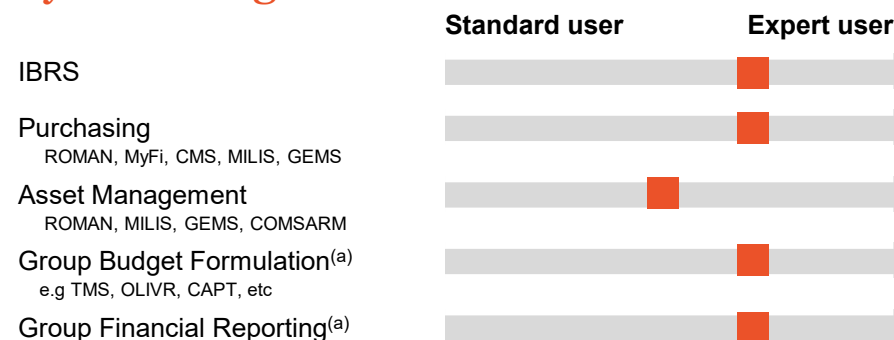 Standard user Expert user
IBRS
Purchasing
ROMAN, MyFi, CMS, MILIS, GEMS
Asset Management
ROMAN, MILIS, GEMS, COMSARM
Group Budget Formulation(a)
e.g TMS, OLIVR, CAPT, etc
Group Financial Reporting(a)